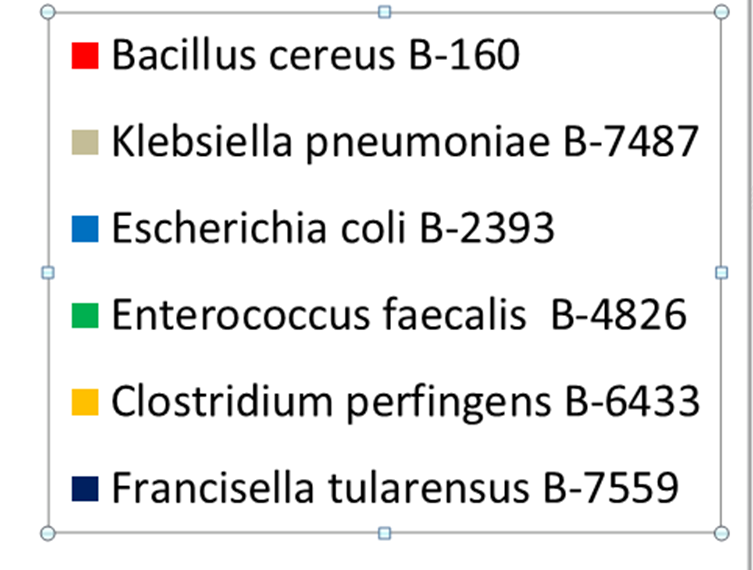 Bacillus cereus B-160
Klebsiella pneumoniae B-7487
Escherichia coli B-2393
Enterococcus faecalis  B-4826
Clostridium perfingens B-6433
Francisella tularensus B-7559